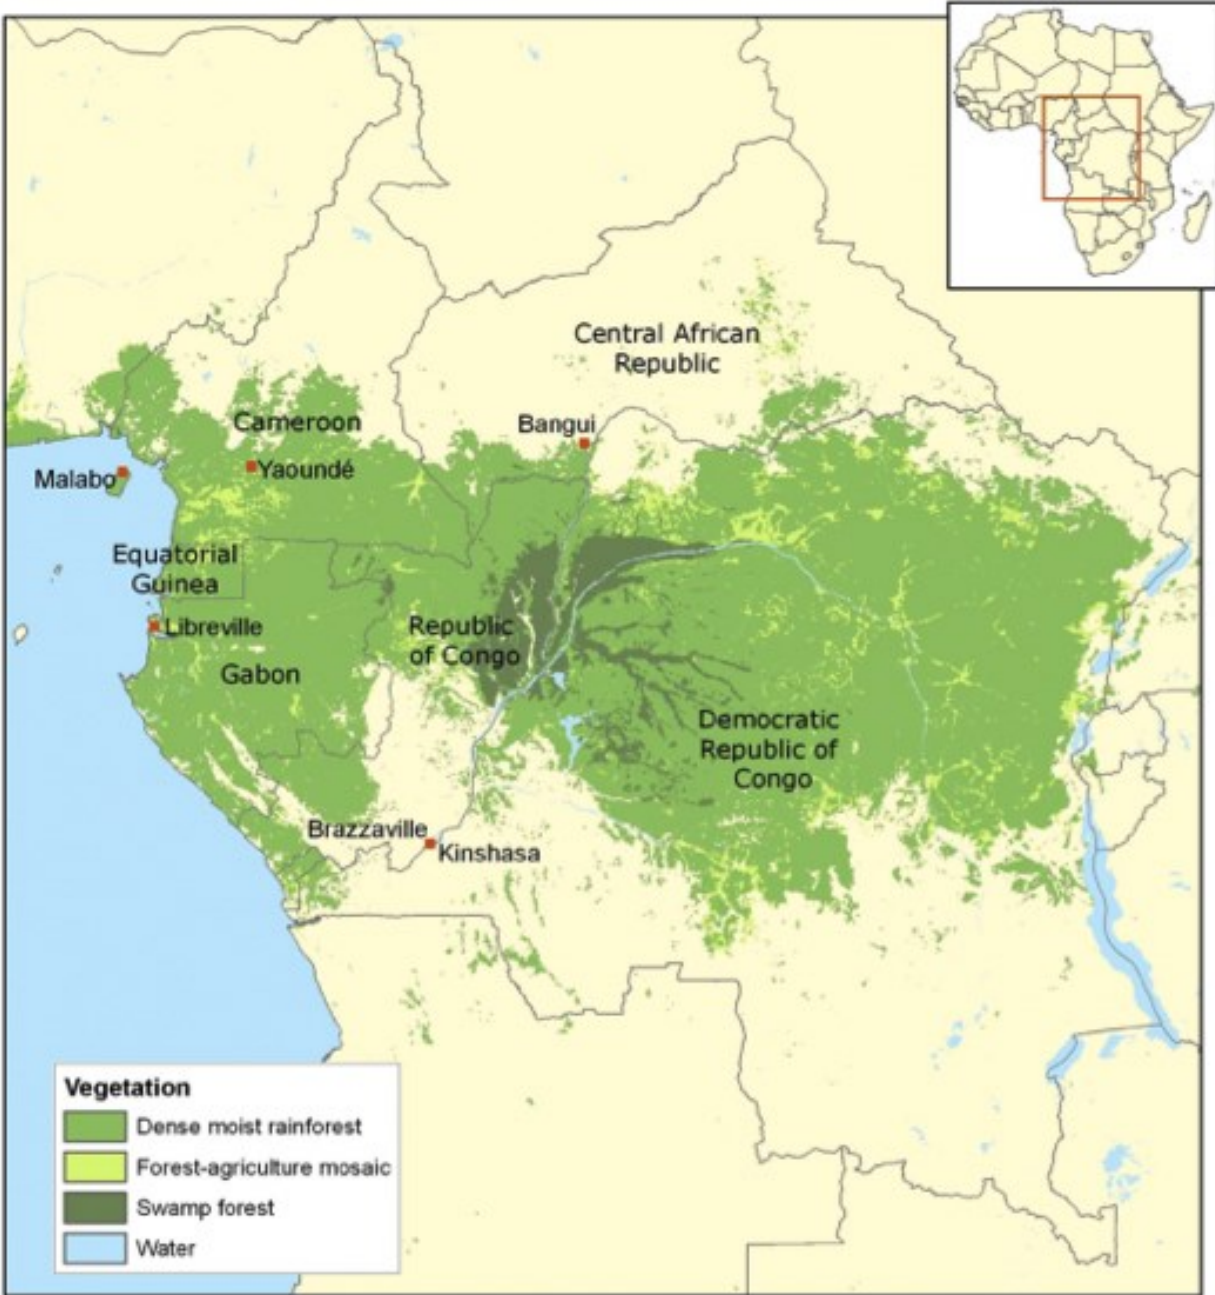 Central African
Republic
Cameroon
Bangui
Malabo
Yaoundé
Equatorial
Guinea
Libreville
Republic
of Congo
Gabon
Democratic
Republic of
Congo
Brazzaville
Kinshasa
Vegetation
Dense moist rainforest
Forest-agriculture mosaic
Swamp forest
Water